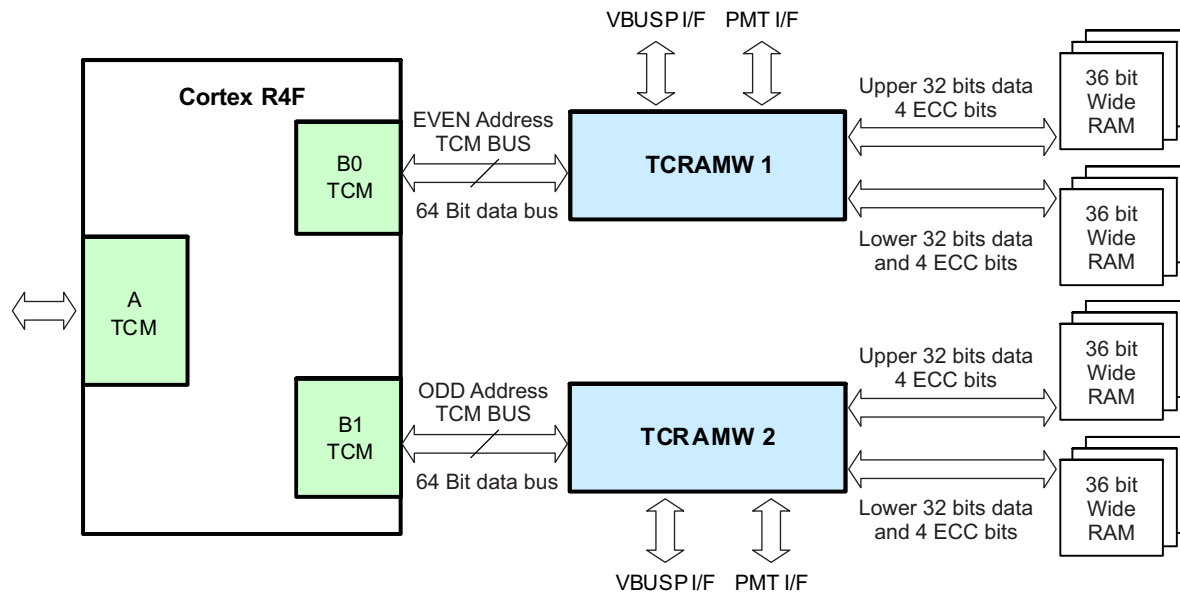 VBUSP I/F
PMT I/F
Cortex R4F
B0
TCM
EVEN Address
TCM BUS
64 Bit data bus
TCRAMW 1
Upper 32 bits data
4 ECC bits
36 bit
Wide
RAM
Lower 32 bits data
and 4 ECC bits
36 bit
Wide
RAM
A
TCM
B1
TCM
ODD Address
TCM BUS
64 Bit data bus
TCRAMW 2
Upper 32 bits data
4 ECC bits
36 bit
Wide
RAM
Lower 32 bits data
and 4 ECC bits
36 bit
Wide
RAM
VBUSP I/F
PMT I/F